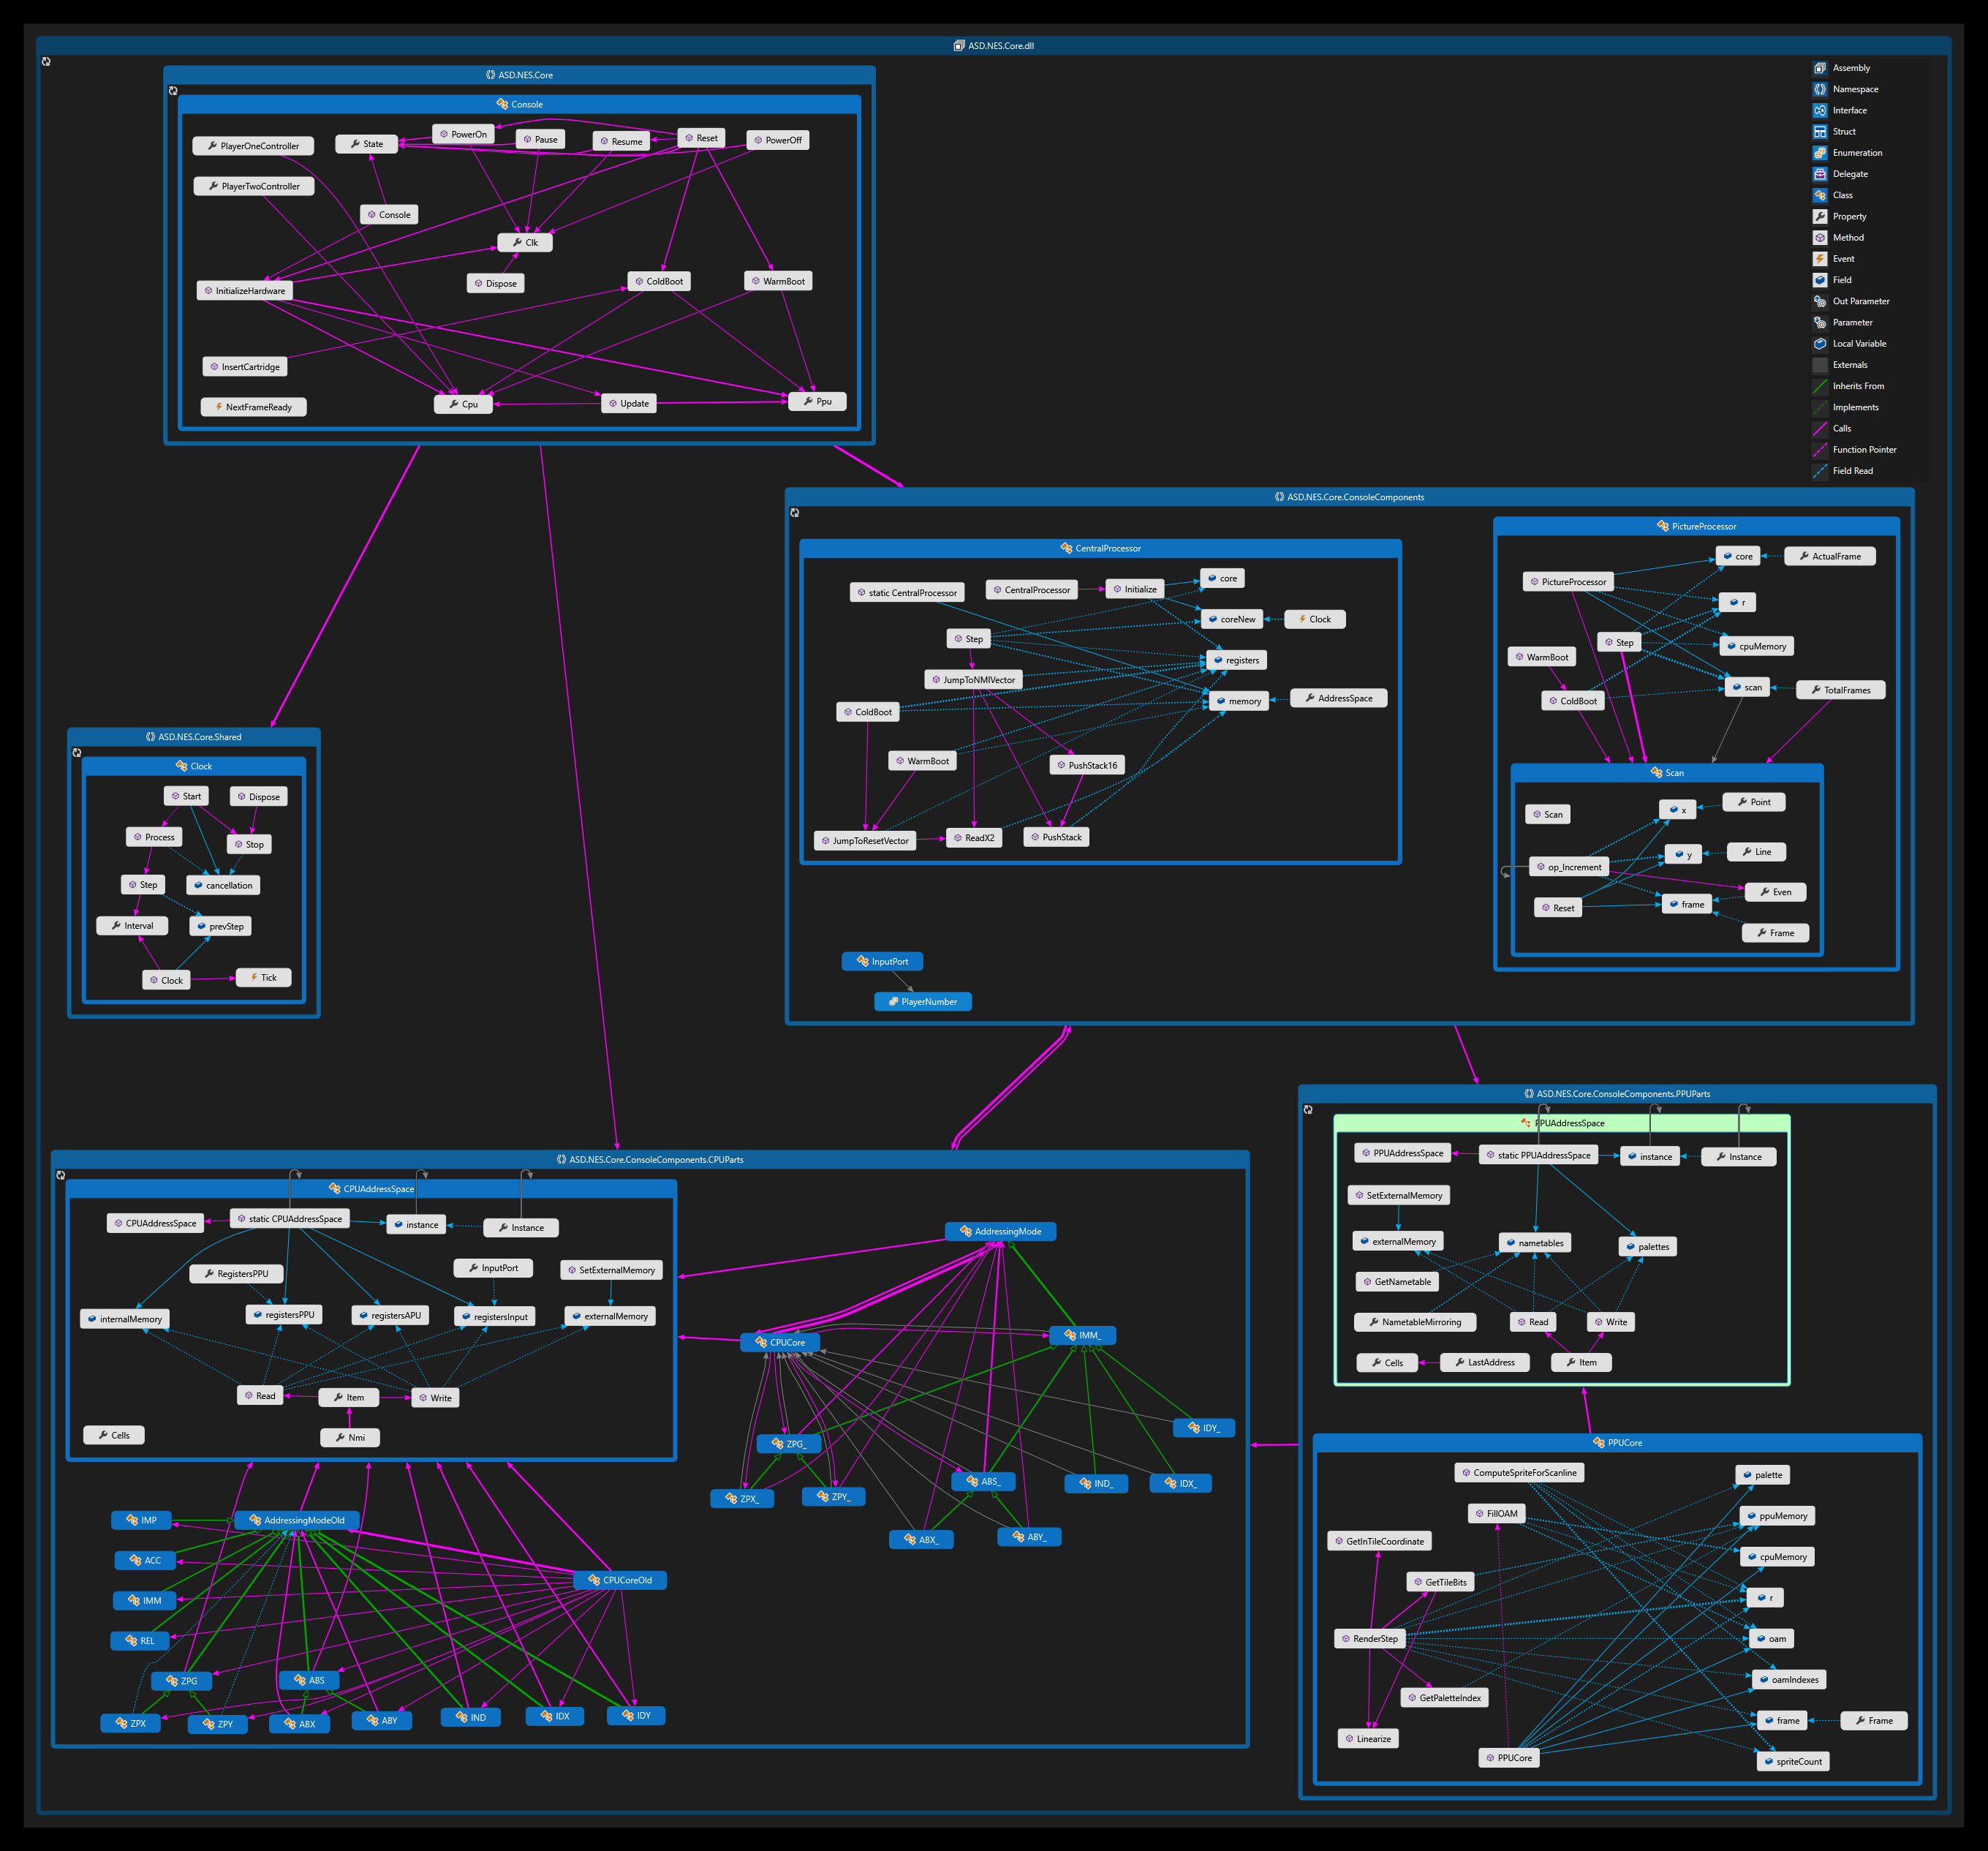 ASD.NES.Core.dll
Assembly
Namespace
Interface
Struct
Enumeration
Delegate
Class
Property
Method
Event
Field
Out Parameter
Parameter
Local Variable
Externals
Inherits From
Implements
Calls
Function Pointer
Field Read
ASD.NES.Core
Console
PlayerOneController
State
PowerOn
Pause
Resume
Reset
PowerOff
PlayerTwoController
Console
Clk
Dispose
ColdBoot
WarmBoot
InitializeHardware
InsertCartridge
NextFrameReady
Cpu
Update
Ppu
ASD.NES.Core.ConsoleComponents
CentralProcessor
static CentralProcessor
CentralProcessor
Initialize
core
coreNew
Clock
Step
registers
JumpToNMIVector
memory
AddressSpace
ColdBoot
WarmBoot
PushStack16
JumpToResetVector
ReadX2
PushStack
InputPort
PlayerNumber
PictureProcessor
core
ActualFrame
PictureProcessor
r
Step
cpuMemory
WarmBoot
scan
TotalFrames
ColdBoot
Scan
Scan
x
Point
y
Line
op_Increment
Even
Reset
frame
Frame
ASD.NES.Core.Shared
Clock
Start
Dispose
Process
Stop
Step
cancellation
Interval
prevStep
Clock
Tick
ASD.NES.Core.ConsoleComponents.CPUParts
CPUAddressSpace
CPUAddressSpace
static CPUAddressSpace
instance
Instance
RegistersPPU
InputPort
SetExternalMemory
internalMemory
registersPPU
registersAPU
registersInput
externalMemory
Read
Item
Write
Cells
Nmi
AddressingMode
CPUCore
IMM_
IDY_
ZPG_
ABS_
IND_
IDX_
ZPX_
ZPY_
ABX_
ABY_
IMP
AddressingModeOld
ACC
CPUCoreOld
IMM
REL
ZPG
ABS
ZPX
ZPY
ABX
ABY
IND
IDX
IDY
ASD.NES.Core.ConsoleComponents.PPUParts
PPUAddressSpace
PPUAddressSpace
static PPUAddressSpace
instance
Instance
SetExternalMemory
externalMemory
nametables
palettes
GetNametable
NametableMirroring
Read
Write
Cells
LastAddress
Item
PPUCore
ComputeSpriteForScanline
palette
FillOAM
ppuMemory
GetInTileCoordinate
cpuMemory
GetTileBits
r
RenderStep
oam
oamIndexes
GetPaletteIndex
frame
Frame
Linearize
PPUCore
spriteCount